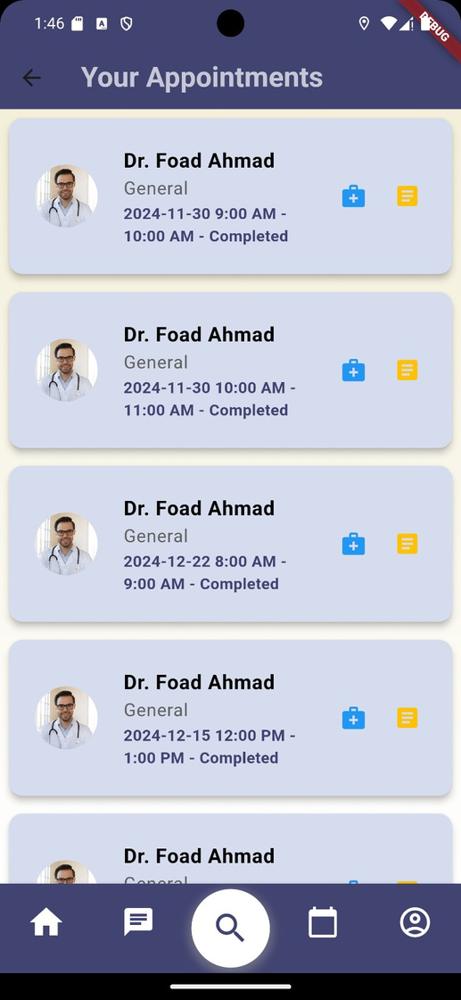 1:46
DEBUG
Your Appointments
Dr. Foad Ahmad
General
2024-11-30 9:00 AM -
10:00 AM - Completed
Dr. Foad Ahmad
General
2024-11-30 10:00 AM -
11:00 AM - Completed
Dr. Foad Ahmad
General
2024-12-22 8:00 AM -
9:00 AM - Completed
Dr. Foad Ahmad
General
2024-12-15 12:00 PM -
1:00 PM - Completed
Dr. Foad Ahmad
General